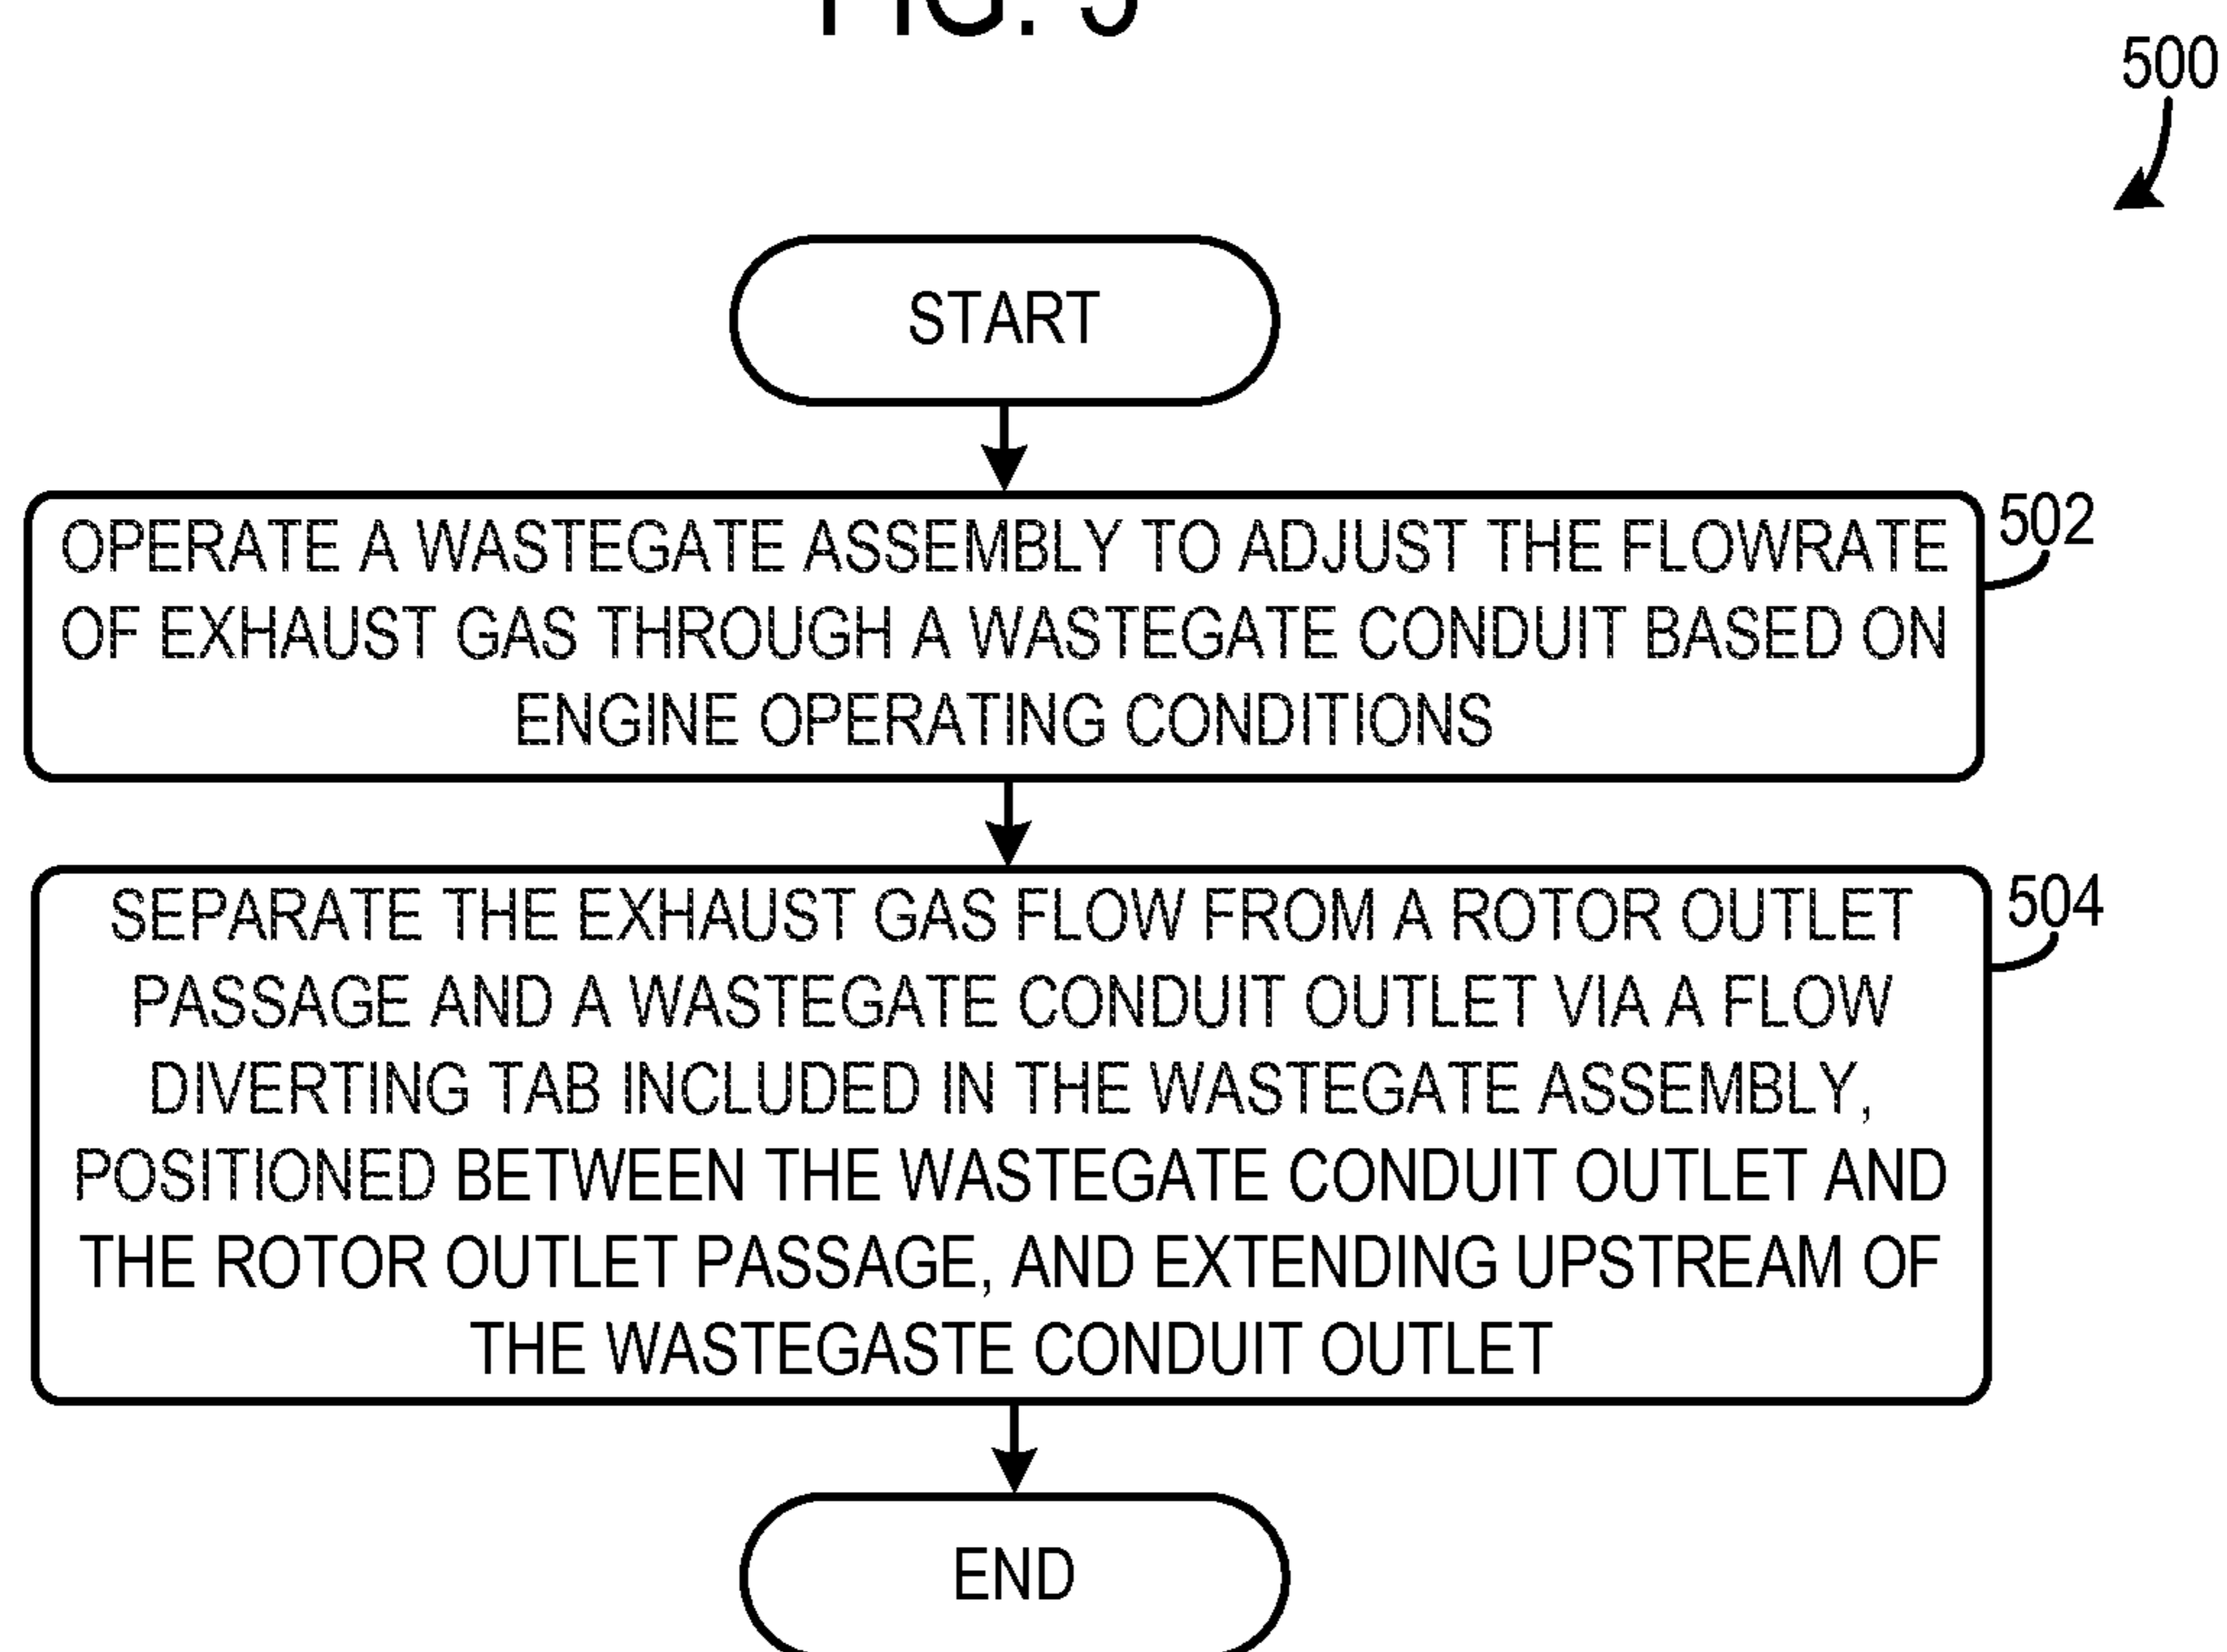 FIG. 5
500
START
OPERATE A WASTEGATE ASSEMBLY TO ADJUST THE FLOWRATE
OF EXHAUST GAS THROUGH A WASTEGATE CONDUIT BASED ON
ENGINE OPERATING CONDITIONS
502
SEPARATE THE EXHAUST GAS FLOW FROM A ROTOR OUTLET
PASSAGE AND A WASTEGATE CONDUIT OUTLET VIA A FLOW
DIVERTING TAB INCLUDED IN THE WASTEGATE ASSEMBLY,
POSITIONED BETWEEN THE WASTEGATE CONDUIT OUTLET AND
THE ROTOR OUTLET PASSAGE, AND EXTENDING UPSTREAM OF
THE WASTEGASTE CONDUIT OUTLET
504
END